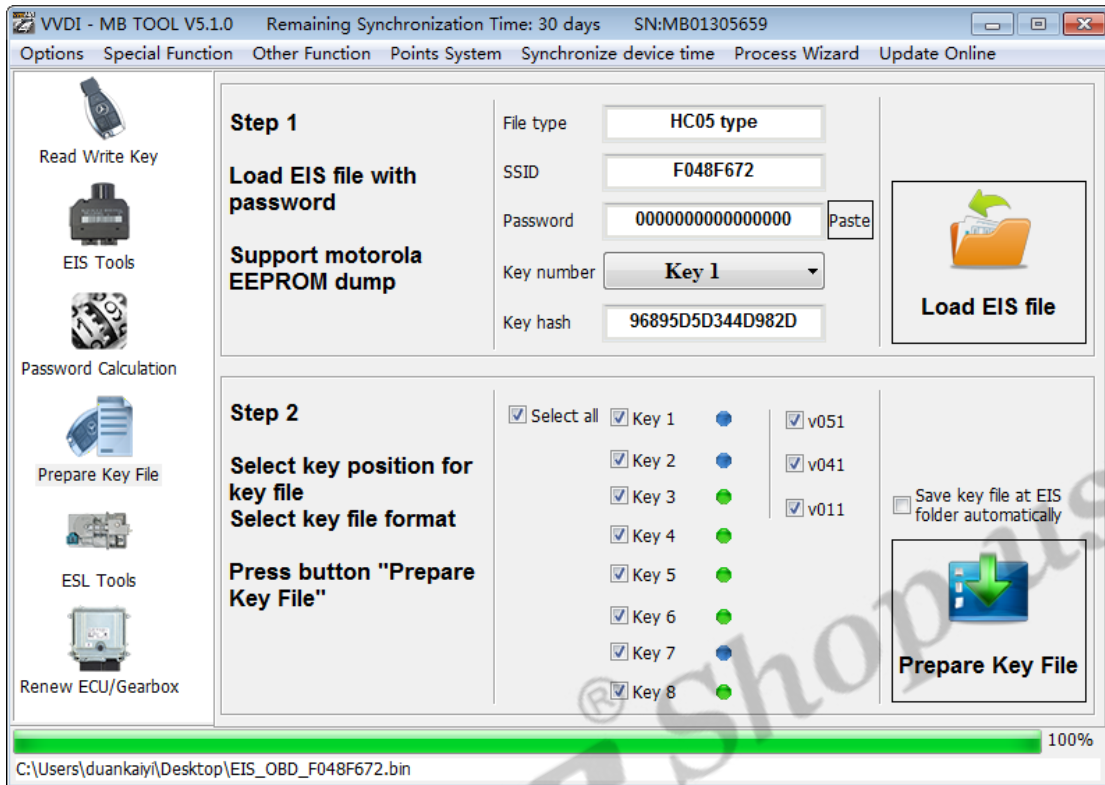 VVDI - MB TOOL V5.1.0 Remaining Synchronization Time: 30 days SN:MB01305659
Options Special Function Other Function Points System Synchronize device time Process Wizard Update Online
Read Write Key
EIS Tools
Password Calculation
Prepare Key File
ESL Tools
Renew ECU/Gearbox
Step 1
Load EIS file with
password
Support motorola
EEPROM dump
File type HC05 type
SSID F048F672
Password 0000000000000000 Paste
Key number Key 1
Key hash 96895D5D344D982D
Load EIS file
Step 2
Select key position for
key file
Select key file format
Press button "Prepare
Key File"
Select all
Key 1
Key 2
Key 3
Key 4
Key 5
Key 6
Key 7
Key 8
v051
v041
v011
Save key file at EIS
folder automatically
Prepare Key File
100%
C:\Users\duankaiyi\Desktop\EIS_OBD_F048F672.bin
® Shop us